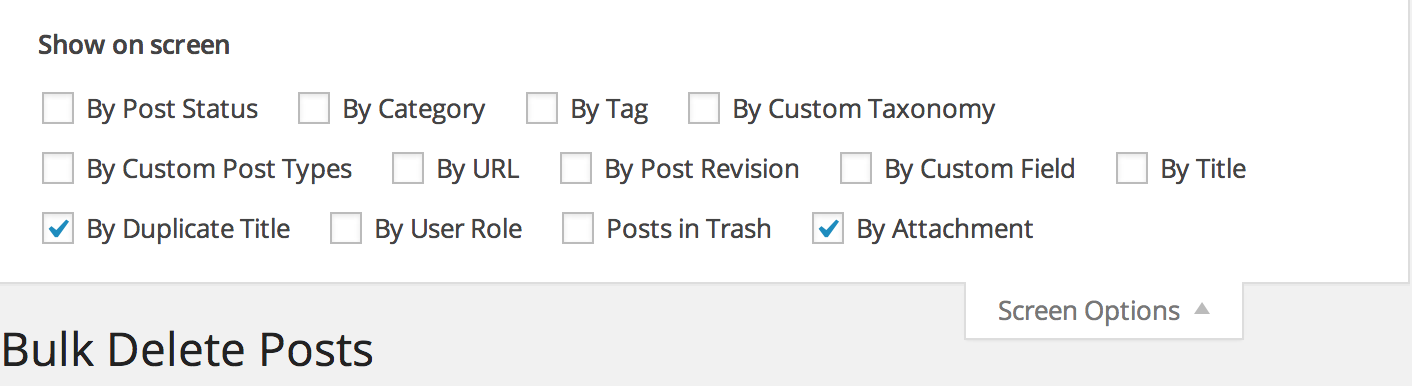 Show on screen
By Post Status By Category By Tag By Custom Taxonomy
By Custom Post Types By URL By Post Revision By Custom Field By Title
By Duplicate Title By User Role Posts in Trash By Attachment
Screen Options
Bulk Delete Posts